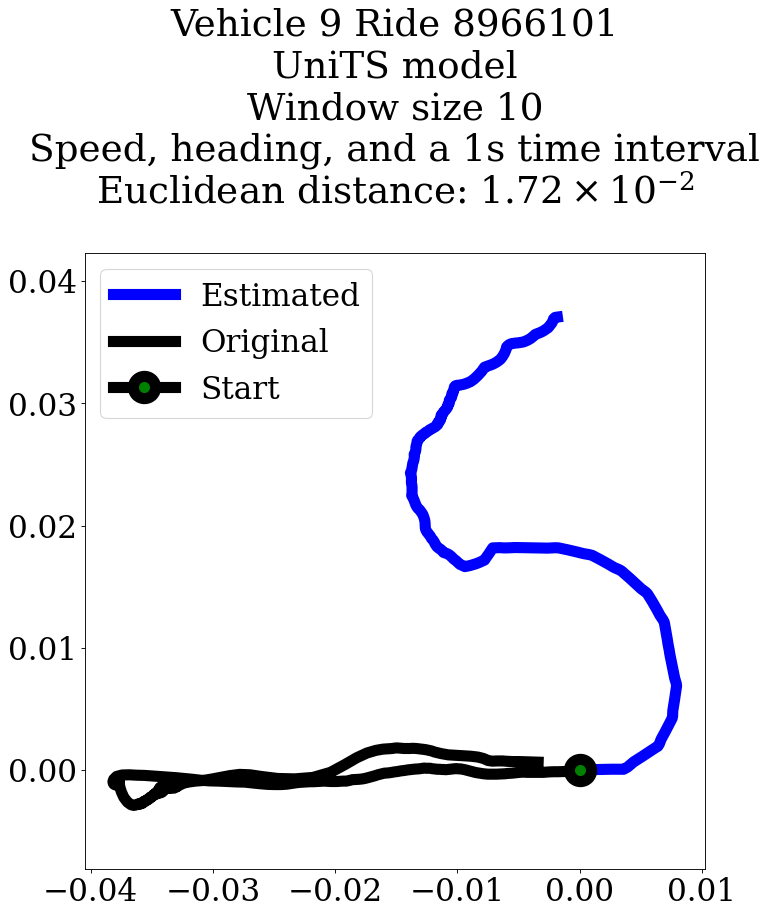 Vehicle 9 Ride 8966101
UniTS model
Window size 10
Speed, heading, and a 1s time interval
Euclidean distance: 1.72 × 10⁻²
Estimated
Original
Start
0.04
0.03
0.02
0.01
0.00
−0.04 −0.03 −0.02 −0.01 0.00 0.01